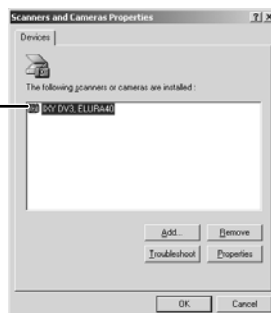 Scanners and Cameras Properties
Devices
The following scanners or cameras are installed :
IXY DV3, ELURA40
Add...
Remove
Troubleshoot
Properties
OK
Cancel